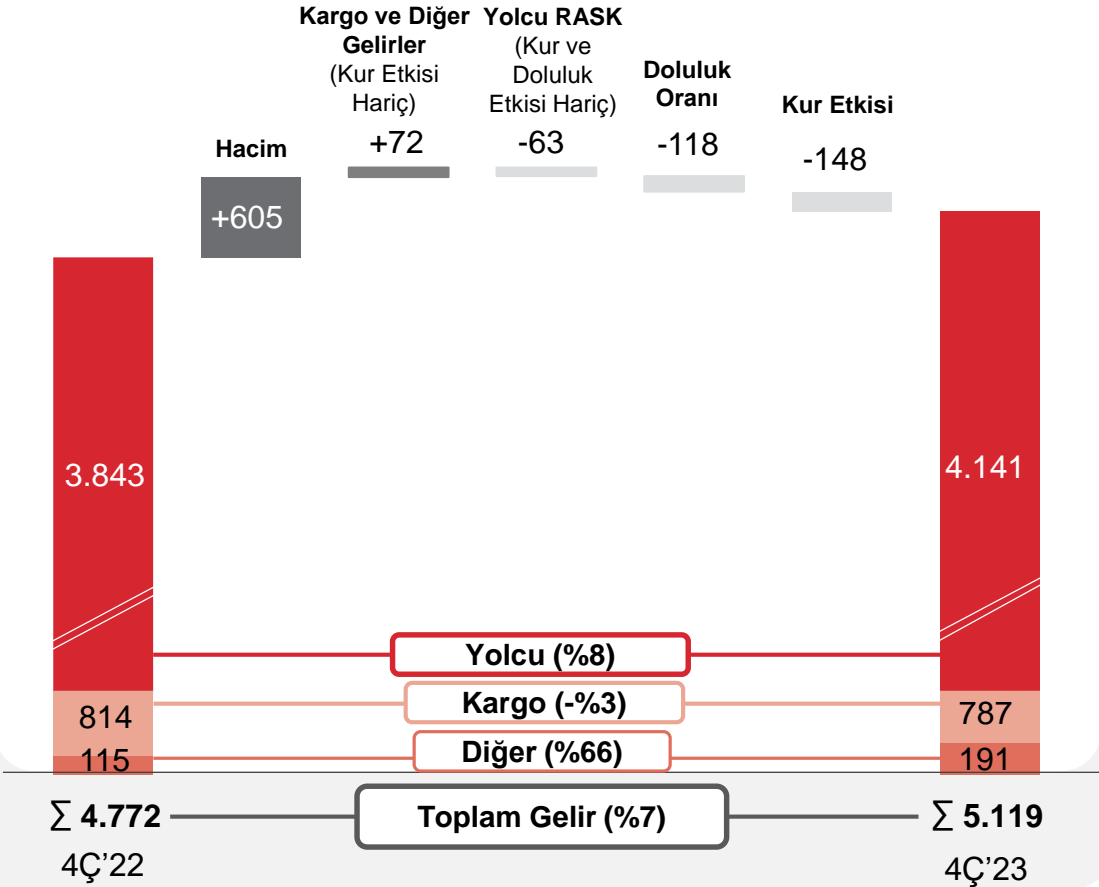 Kargo ve Diğer
Gelirler
(Kur Etkisi
Hariç)
+72
Yolcu RASK
(Kur ve
Doluluk
Etkisi Hariç)
-63
Doluluk
Oranı
-118
Kur Etkisi
-148
Hacim
+605
3.843
4.141
Yolcu (%8)
814
Kargo (-%3)
787
115
Diğer (%66)
191
∑ 4.772
Toplam Gelir (%7)
∑ 5.119
4Ç’22
4Ç’23